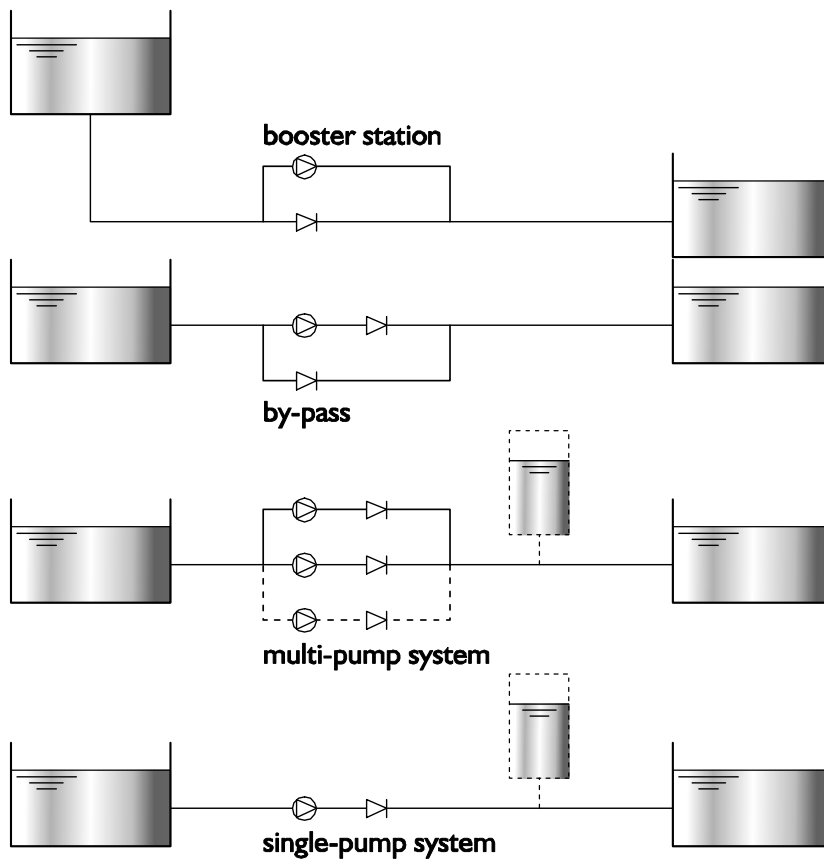 booster station
by-pass
multi-pump system
single-pump system